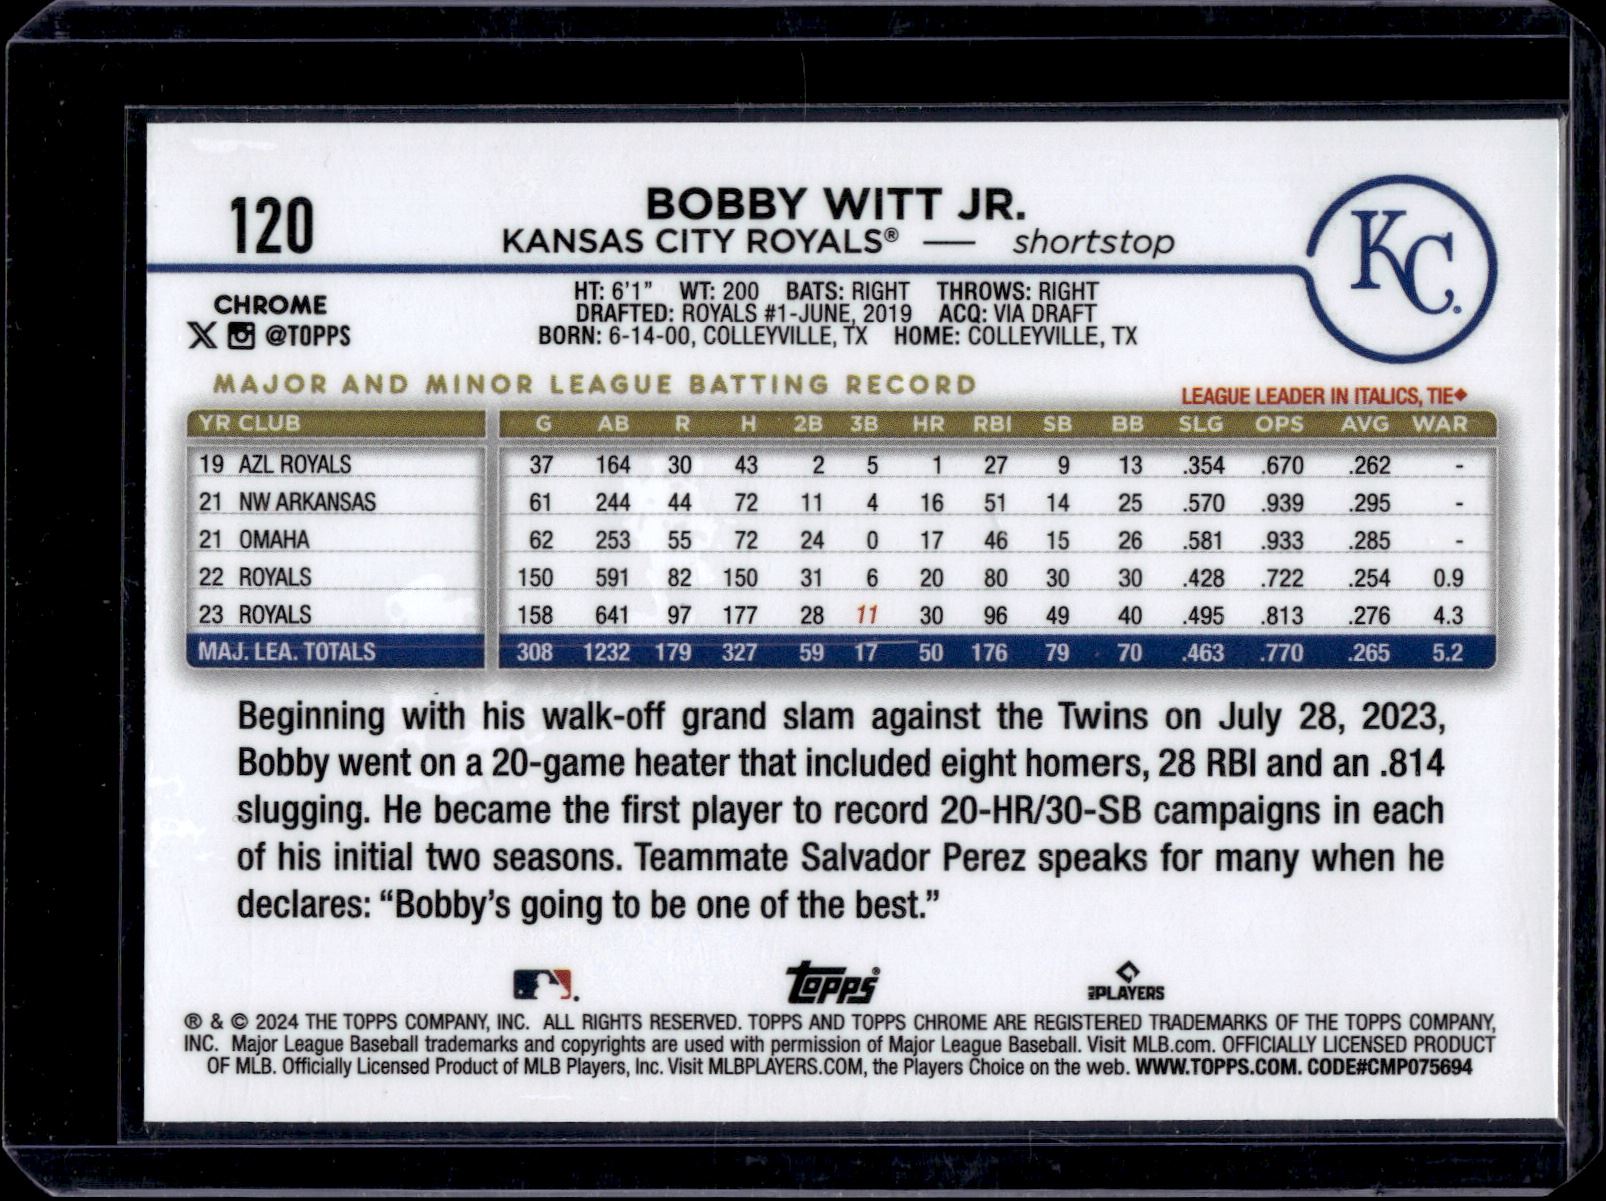 120
BOBBY WITT JR.
KANSAS CITY ROYALS® — shortstop
KC
CHROME
X @TOPPS
HT: 6'1" WT: 200 BATS: RIGHT THROWS: RIGHT
DRAFTED: ROYALS #1-JUNE, 2019 ACQ: VIA DRAFT
BORN: 6-14-00, COLLEYVILLE, TX HOME: COLLEYVILLE, TX
MAJOR AND MINOR LEAGUE BATTING RECORD
LEAGUE LEADER IN ITALICS, TIE◆
YR CLUB G AB R H 2B 3B HR RBI SB BB SLG OPS AVG WAR
19 AZL ROYALS 37 164 30 43 2 5 1 27 9 13 .354 .670 .262 -
21 NW ARKANSAS 61 244 44 72 11 4 16 51 14 25 .570 .939 .295 -
21 OMAHA 62 253 55 72 24 0 17 46 15 26 .581 .933 .285 -
22 ROYALS 150 591 82 150 31 6 20 80 30 30 .428 .722 .254 0.9
23 ROYALS 158 641 97 177 28 11 30 96 49 40 .495 .813 .276 4.3
MAJ. LEA. TOTALS 308 1232 179 327 59 17 50 176 79 70 .463 .770 .265 5.2
Beginning with his walk-off grand slam against the Twins on July 28, 2023,
Bobby went on a 20-game heater that included eight homers, 28 RBI and an .814
slugging. He became the first player to record 20-HR/30-SB campaigns in each
of his initial two seasons. Teammate Salvador Perez speaks for many when he
declares: “Bobby’s going to be one of the best.”
Topps®
MLB PLAYERS
® & © 2024 THE TOPPS COMPANY, INC. ALL RIGHTS RESERVED. TOPPS AND TOPPS CHROME ARE REGISTERED TRADEMARKS OF THE TOPPS COMPANY,
INC. Major League Baseball trademarks and copyrights are used with permission of Major League Baseball. Visit MLB.com. OFFICIALLY LICENSED PRODUCT
OF MLB. Officially Licensed Product of MLB Players, Inc. Visit MLBPLAYERS.COM, the Players Choice on the web. WWW.TOPPS.COM. CODE#CMP075694